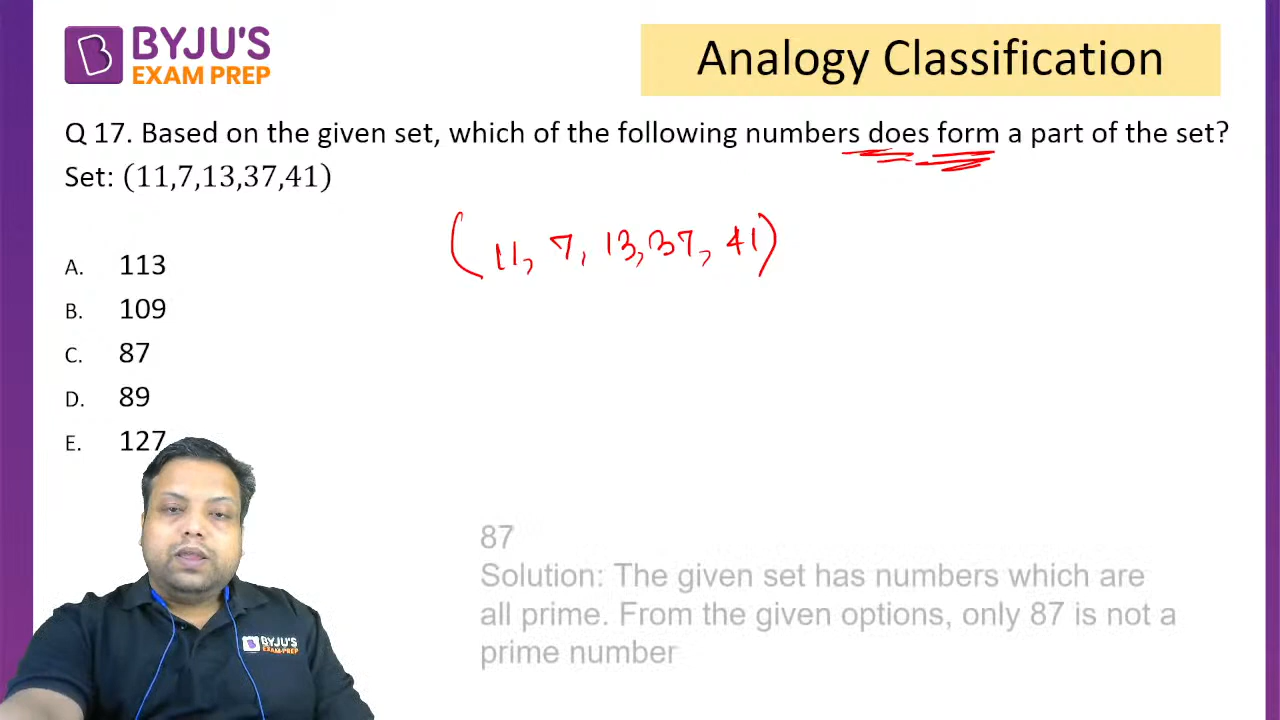 BYJU'S
EXAM PREP
Analogy Classification
Q 17. Based on the given set, which of the following numbers does form a part of the set?
Set: (11,7,13,37,41)
(11, 7, 13, 37, 41)
A. 113
B. 109
C. 87
D. 89
E. 127
87
Solution: The given set has numbers which are
all prime. From the given options, only 87 is not a
prime number
BYJU'S
EXAM PREP